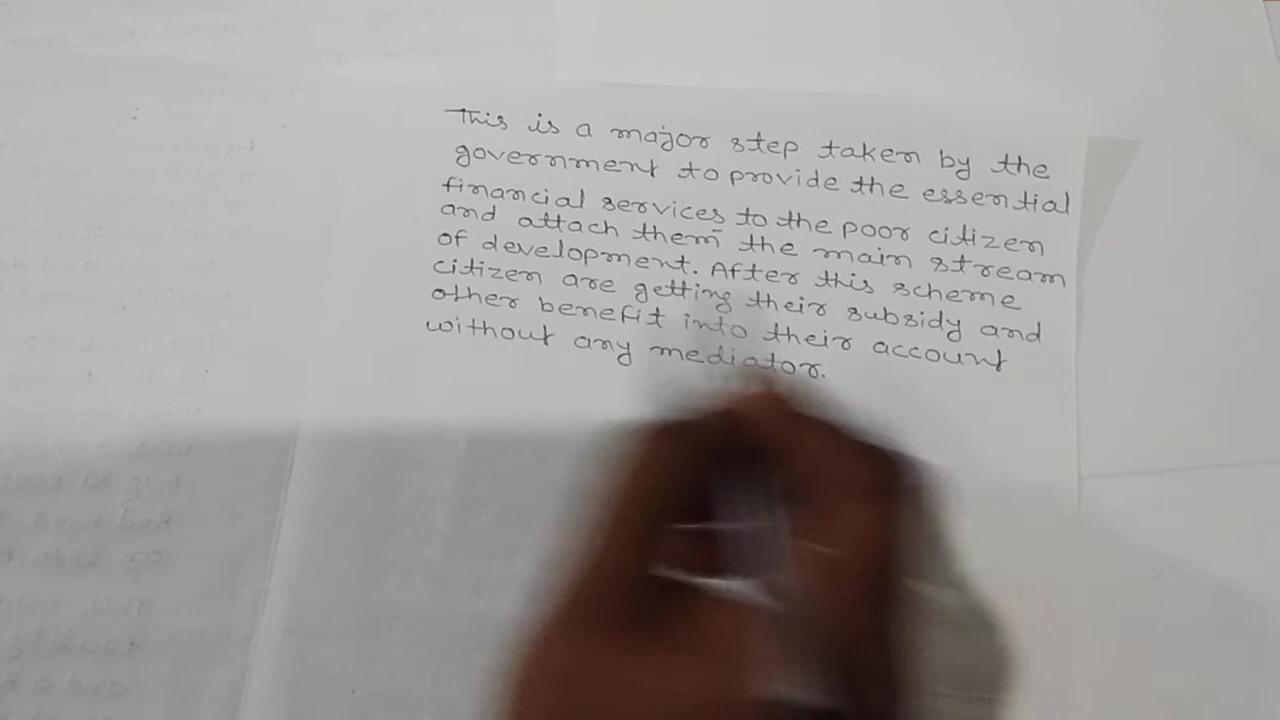 This is a major step taken by the
government to provide the essential
financial services to the poor citizen
and attach them the main stream
of development. After this scheme
citizen are getting their subsidy and
other benefit into their account
without any mediator.